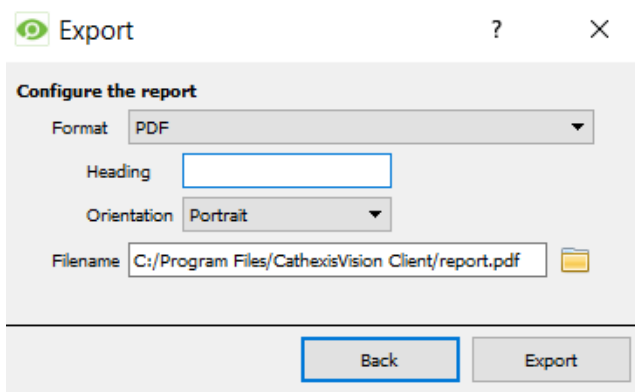 Export ? ×
Configure the report
Format PDF
Heading
Orientation Portrait
Filename C:/Program Files/CathexisVision Client/report.pdf
Back Export